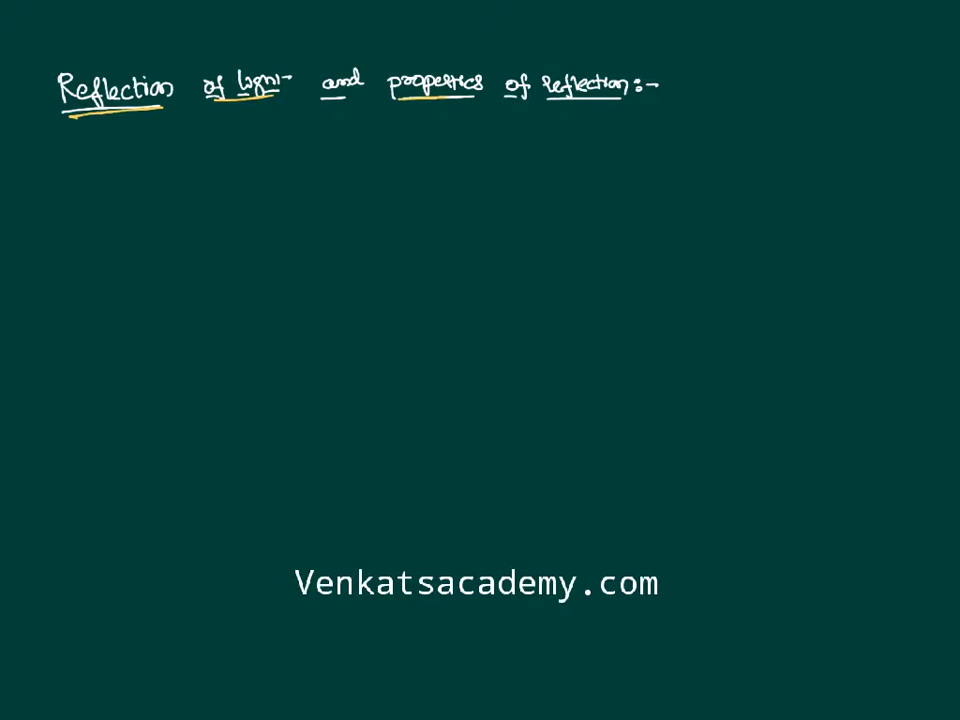 Reflection of light and properties of reflection:-
Venkatsacademy.com